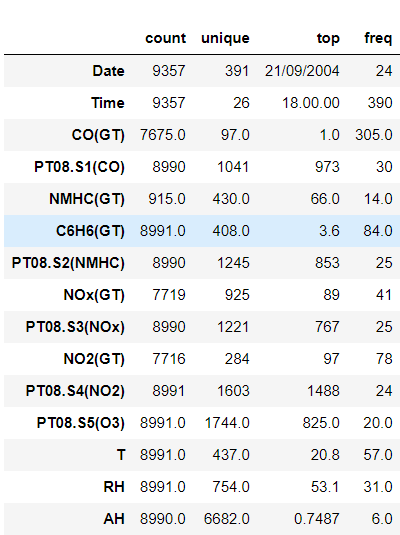 count unique top freq
Date 9357 391 21/09/2004 24
Time 9357 26 18.00.00 390
CO(GT) 7675.0 97.0 1.0 305.0
PT08.S1(CO) 8990 1041 973 30
NMHC(GT) 915.0 430.0 66.0 14.0
C6H6(GT) 8991.0 408.0 3.6 84.0
PT08.S2(NMHC) 8990 1245 853 25
NOx(GT) 7719 925 89 41
PT08.S3(NOx) 8990 1221 767 25
NO2(GT) 7716 284 97 78
PT08.S4(NO2) 8991 1603 1488 24
PT08.S5(O3) 8991.0 1744.0 825.0 20.0
T 8991.0 437.0 20.8 57.0
RH 8991.0 754.0 53.1 31.0
AH 8990.0 6682.0 0.7487 6.0